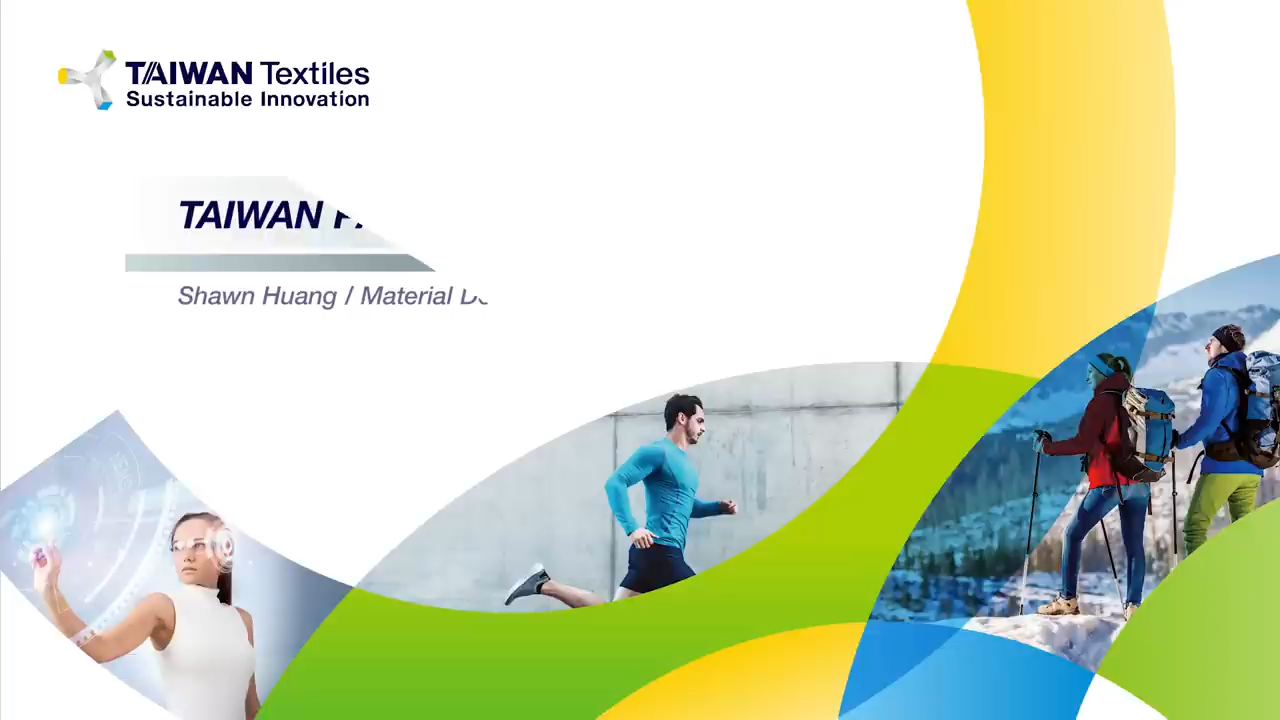 TAIWAN Textiles
Sustainable Innovation
TAIWAN
Shawn Huang / Material